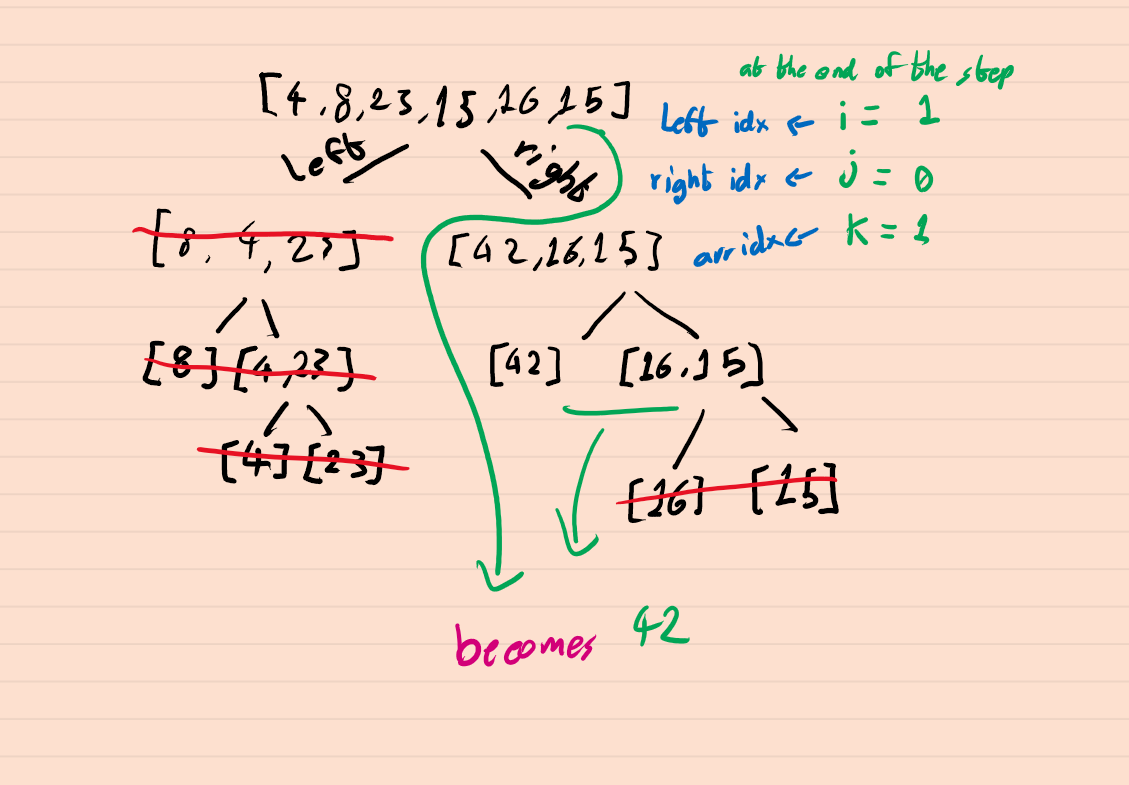 at the end of the step
[4,8,23,15,16,15]
Left idx ← i = 1
left right
right idx ← j = 0
[8, 4, 23] [42,16,15]
arr idx ← k = 1
[8] [4,23] [42] [16,15]
[4] [23] [16] [15]
becomes 42